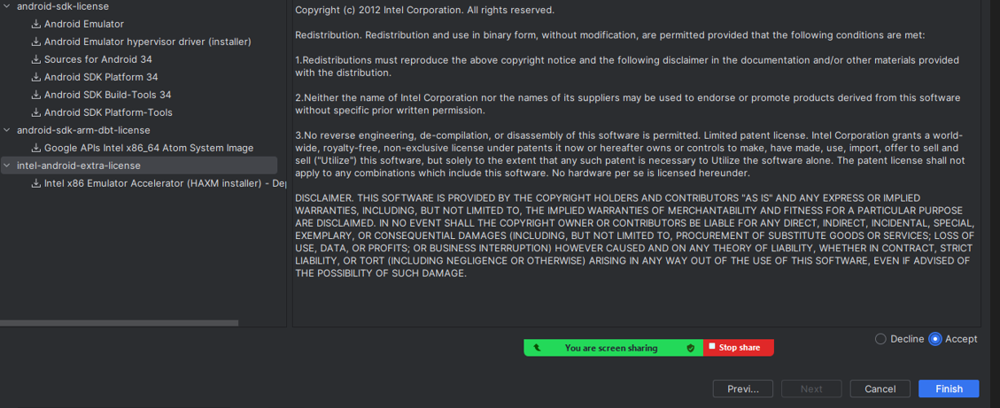 android-sdk-license
Android Emulator
Android Emulator hypervisor driver (installer)
Sources for Android 34
Android SDK Platform 34
Android SDK Build-Tools 34
Android SDK Platform-Tools
android-sdk-arm-dbt-license
Google APIs Intel x86_64 Atom System Image
intel-android-extra-license
Intel x86 Emulator Accelerator (HAXM installer) - De
Copyright (c) 2012 Intel Corporation. All rights reserved.
Redistribution. Redistribution and use in binary form, without modification, are permitted provided that the following conditions are met:
1.Redistributions must reproduce the above copyright notice and the following disclaimer in the documentation and/or other materials provided
with the distribution.
2.Neither the name of Intel Corporation nor the names of its suppliers may be used to endorse or promote products derived from this software
without specific prior written permission.
3.No reverse engineering, de-compilation, or disassembly of this software is permitted. Limited patent license. Intel Corporation grants a world-
wide, royalty-free, non-exclusive license under patents it now or hereafter owns or controls to make, have made, use, import, offer to sell and
sell ("Utilize") this software, but solely to the extent that any such patent is necessary to Utilize the software alone. The patent license shall not
apply to any combinations which include this software. No hardware per se is licensed hereunder.
DISCLAIMER. THIS SOFTWARE IS PROVIDED BY THE COPYRIGHT HOLDERS AND CONTRIBUTORS "AS IS" AND ANY EXPRESS OR IMPLIED
WARRANTIES, INCLUDING, BUT NOT LIMITED TO, THE IMPLIED WARRANTIES OF MERCHANTABILITY AND FITNESS FOR A PARTICULAR PURPOSE
ARE DISCLAIMED. IN NO EVENT SHALL THE COPYRIGHT OWNER OR CONTRIBUTORS BE LIABLE FOR ANY DIRECT, INDIRECT, INCIDENTAL, SPECIAL,
EXEMPLARY, OR CONSEQUENTIAL DAMAGES (INCLUDING, BUT NOT LIMITED TO, PROCUREMENT OF SUBSTITUTE GOODS OR SERVICES; LOSS OF
USE, DATA, OR PROFITS; OR BUSINESS INTERRUPTION) HOWEVER CAUSED AND ON ANY THEORY OF LIABILITY, WHETHER IN CONTRACT, STRICT
LIABILITY, OR TORT (INCLUDING NEGLIGENCE OR OTHERWISE) ARISING IN ANY WAY OUT OF THE USE OF THIS SOFTWARE, EVEN IF ADVISED OF
THE POSSIBILITY OF SUCH DAMAGE.
Decline Accept
You are screen sharing Stop share
Previ... Next Cancel Finish